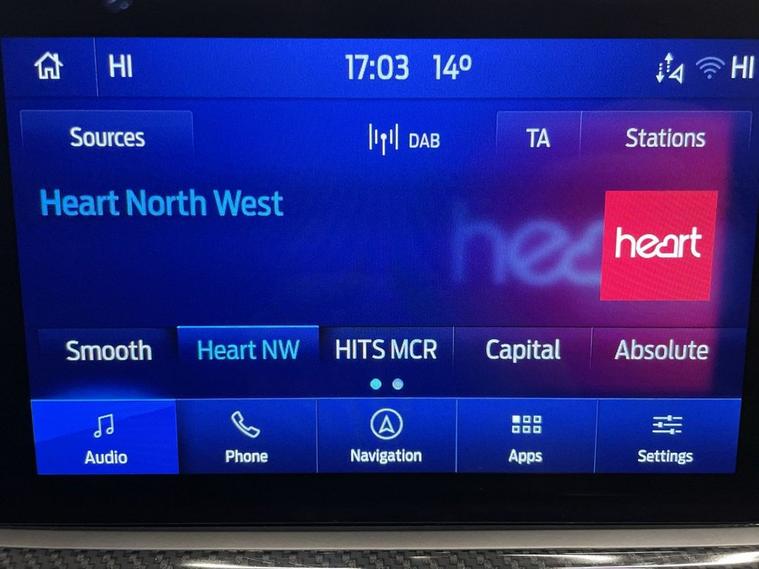 HI 17:03 14º HI
Sources DAB TA Stations
Heart North West
heart
heart
Smooth Heart NW HITS MCR Capital Absolute
Audio Phone Navigation Apps Settings